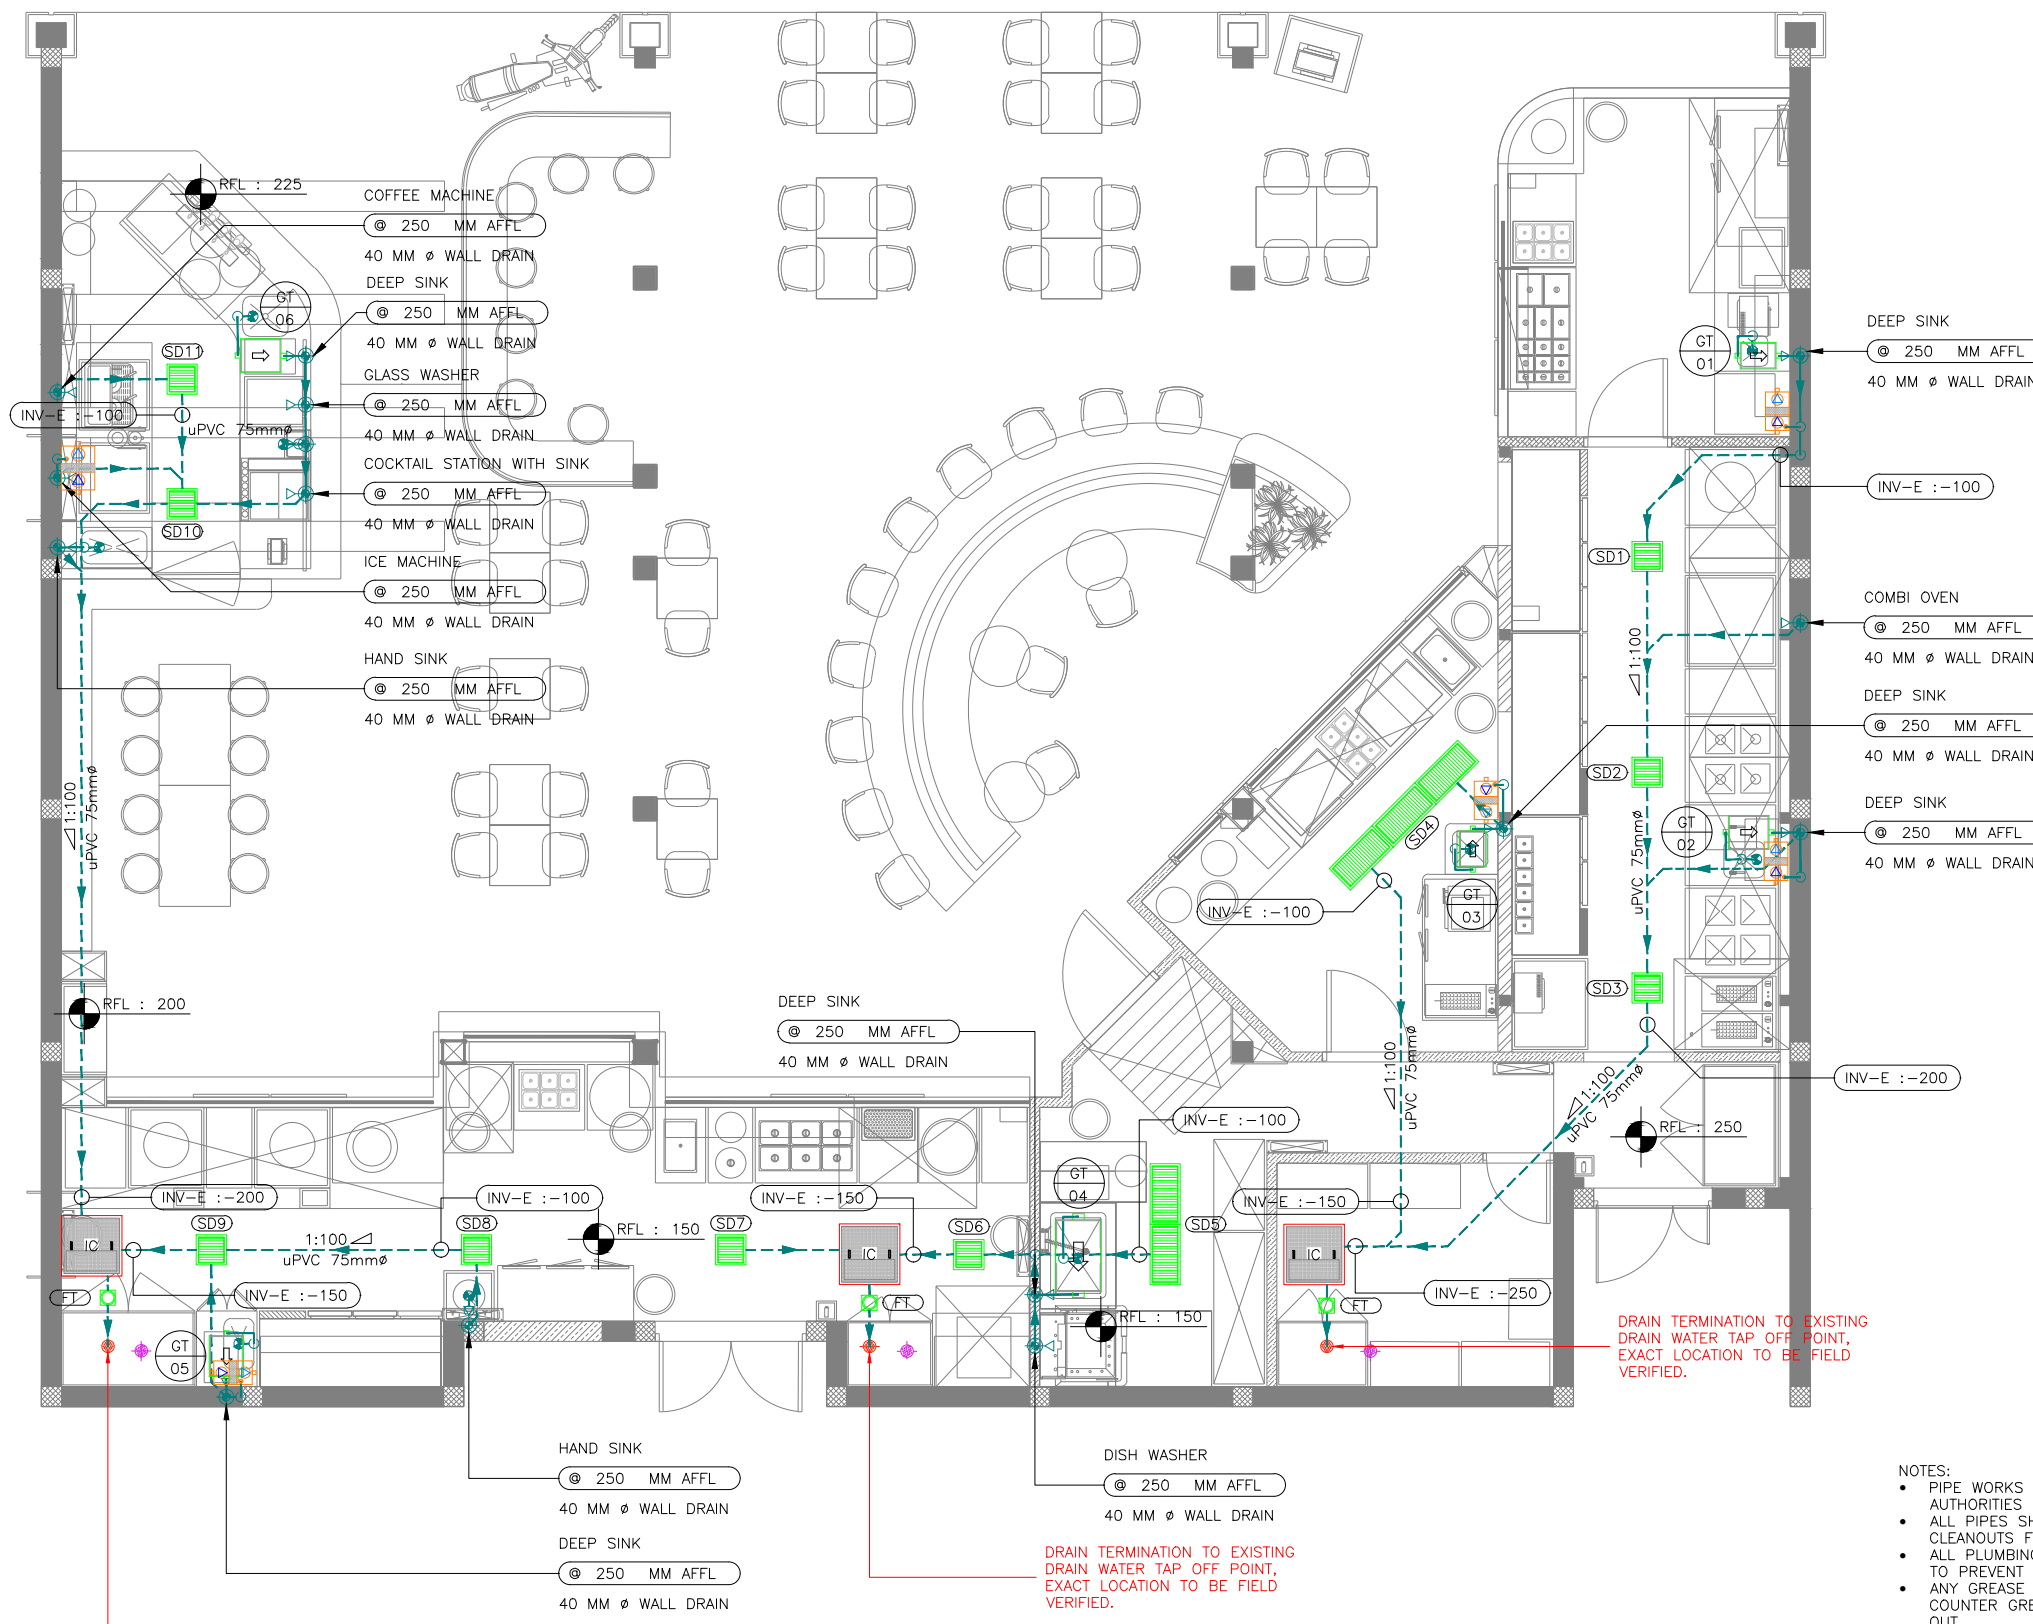 RFL : 225
COFFEE MACHINE
@ 250 MM AFFL
40 MM ø WALL DRAIN
DEEP SINK
@ 250 MM AFFL
40 MM ø WALL DRAIN
GLASS WASHER
@ 250 MM AFFL
40 MM ø WALL DRAIN
COCKTAIL STATION WITH SINK
@ 250 MM AFFL
40 MM ø WALL DRAIN
ICE MACHINE
@ 250 MM AFFL
40 MM ø WALL DRAIN
HAND SINK
@ 250 MM AFFL
40 MM ø WALL DRAIN
GT
06
SD11
INV-E :-100
uPVC 75mmø
SD10
1:100
uPVC 75mmø
RFL : 200
GT
01
DEEP SINK
@ 250 MM AFFL
40 MM ø WALL DRAIN
INV-E :-100
SD1
COMBI OVEN
@ 250 MM AFFL
40 MM ø WALL DRAIN
1:100
DEEP SINK
@ 250 MM AFFL
40 MM ø WALL DRAIN
SD2
DEEP SINK
@ 250 MM AFFL
40 MM ø WALL DRAIN
GT
02
uPVC 75mmø
SD4
GT
03
INV-E :-100
SD3
DEEP SINK
@ 250 MM AFFL
40 MM ø WALL DRAIN
1:100
uPVC 75mmø
INV-E :-200
1:100
uPVC 75mmø
RFL : 250
INV-E :-100
GT
04
INV-E :-200
INV-E :-100
INV-E :-150
INV-E :-150
SD9
SD8
SD7
SD6
SD5
RFL : 150
1:100
uPVC 75mmø
IC
IC
IC
INV-E :-150
INV-E :-250
FT
FT
FT
RFL : 150
GT
05
DRAIN TERMINATION TO EXISTING
DRAIN WATER TAP OFF POINT,
EXACT LOCATION TO BE FIELD
VERIFIED.
HAND SINK
@ 250 MM AFFL
40 MM ø WALL DRAIN
DEEP SINK
@ 250 MM AFFL
40 MM ø WALL DRAIN
DISH WASHER
@ 250 MM AFFL
40 MM ø WALL DRAIN
DRAIN TERMINATION TO EXISTING
DRAIN WATER TAP OFF POINT,
EXACT LOCATION TO BE FIELD
VERIFIED.
NOTES:
• PIPE WORKS
AUTHORITIES
• ALL PIPES
CLEANOUTS
• ALL
TO PREVENT
• ANY GREASE
COUNTER
OUT